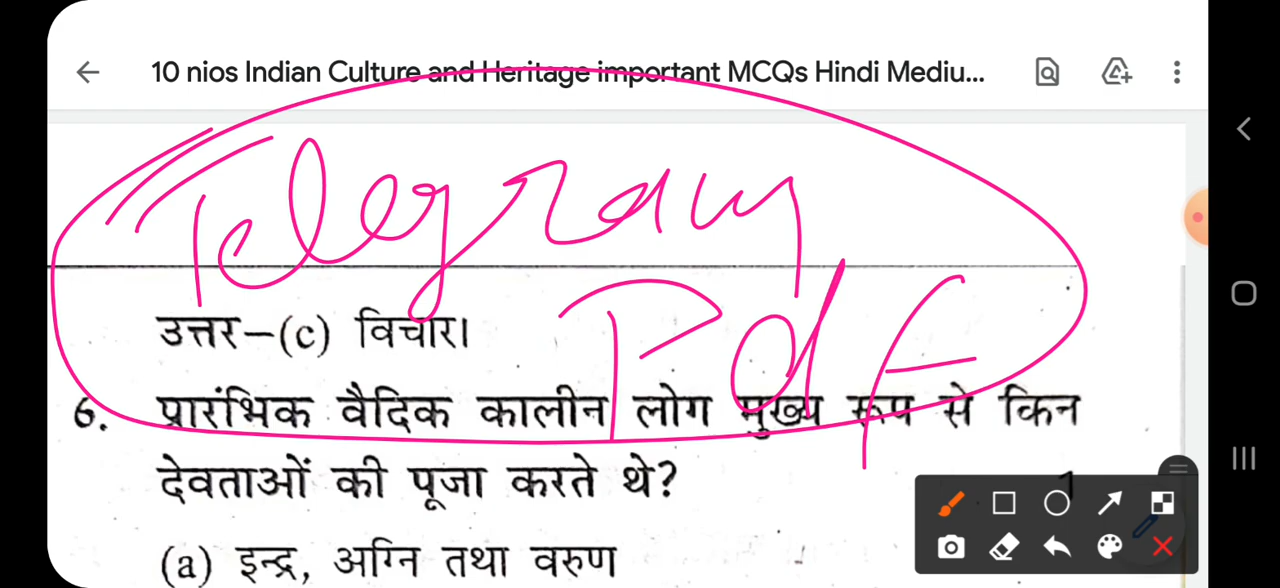 10 nios Indian Culture and Heritage important MCQs Hindi Mediu...
Telegram
Pdf
उत्तर–(c) विचार।
6. प्रारंभिक वैदिक कालीन लोग मुख्य रूप से किन
देवताओं की पूजा करते थे? 1
(a) इन्द्र, अग्नि तथा वरुण